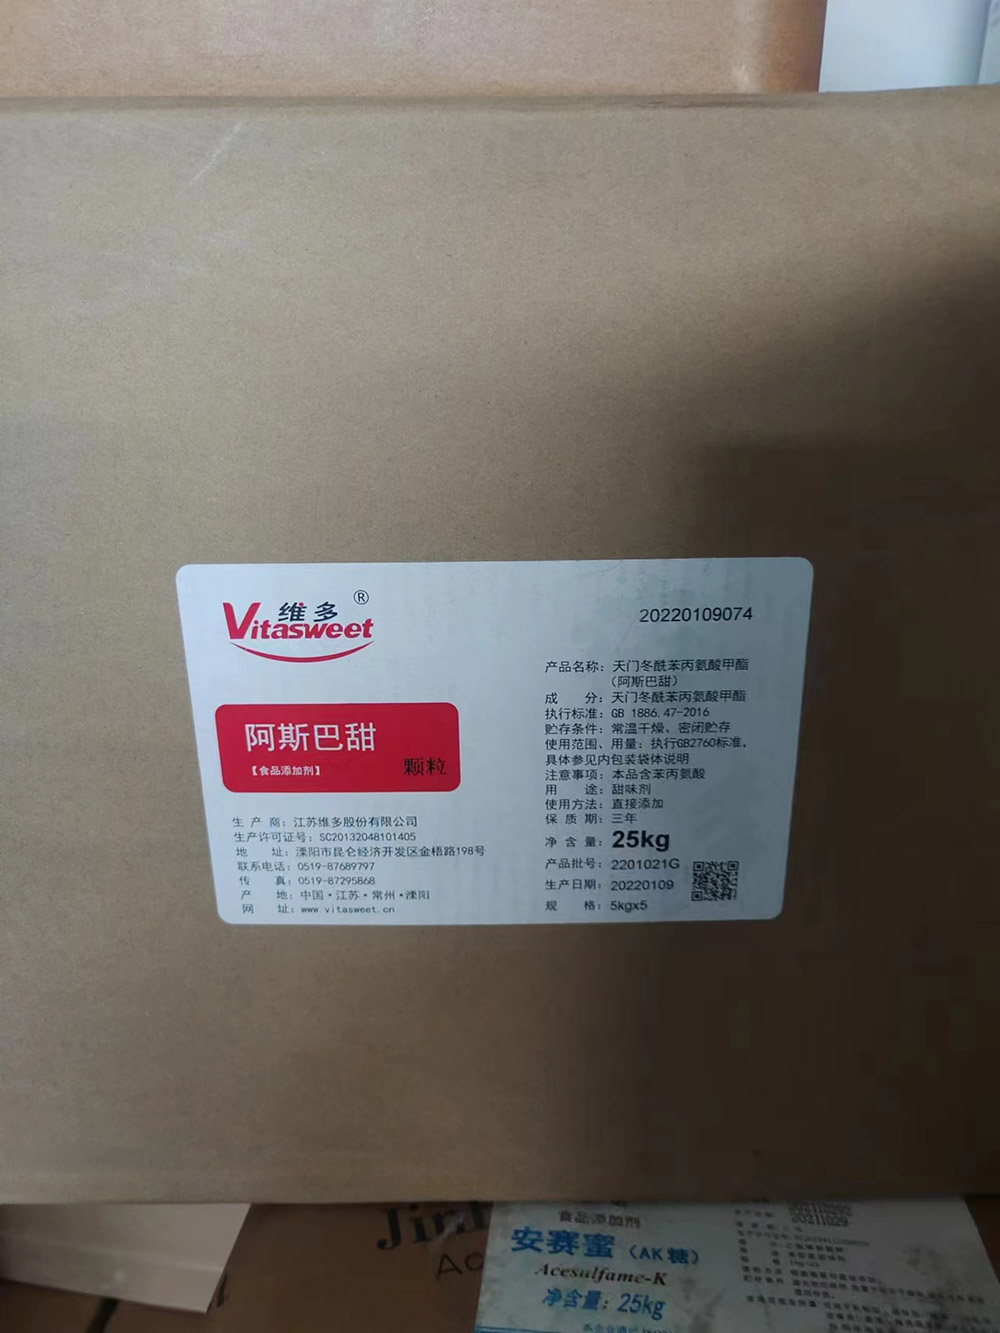 维多®
Vitasweet
20220109074
阿斯巴甜
【食品添加剂】
颗粒
生产商：江苏维多股份有限公司
生产许可证号：SC20132048101405
地址：溧阳市昆仑经济开发区金梧路198号
联系电话：0519-87689797
传真：0519-87295868
产地：中国·江苏·常州·溧阳
网址：www.vitasweet.cn
产品名称：天门冬酰苯丙氨酸甲酯
（阿斯巴甜）
成分：天门冬酰苯丙氨酸甲酯
执行标准：GB 1886.47-2016
贮存条件：常温干燥、密闭贮存
使用范围、用量：执行GB2760标准，
具体参见内包装袋体说明
注意事项：本品含苯丙氨酸
用途：甜味剂
使用方法：直接添加
保质期：三年
净含量：25kg
产品批号：2201021G
生产日期：20220109
规格：5kgx5
食品添加剂
安赛蜜（AK糖）
Acesulfame-K
净含量：25kg
20211029